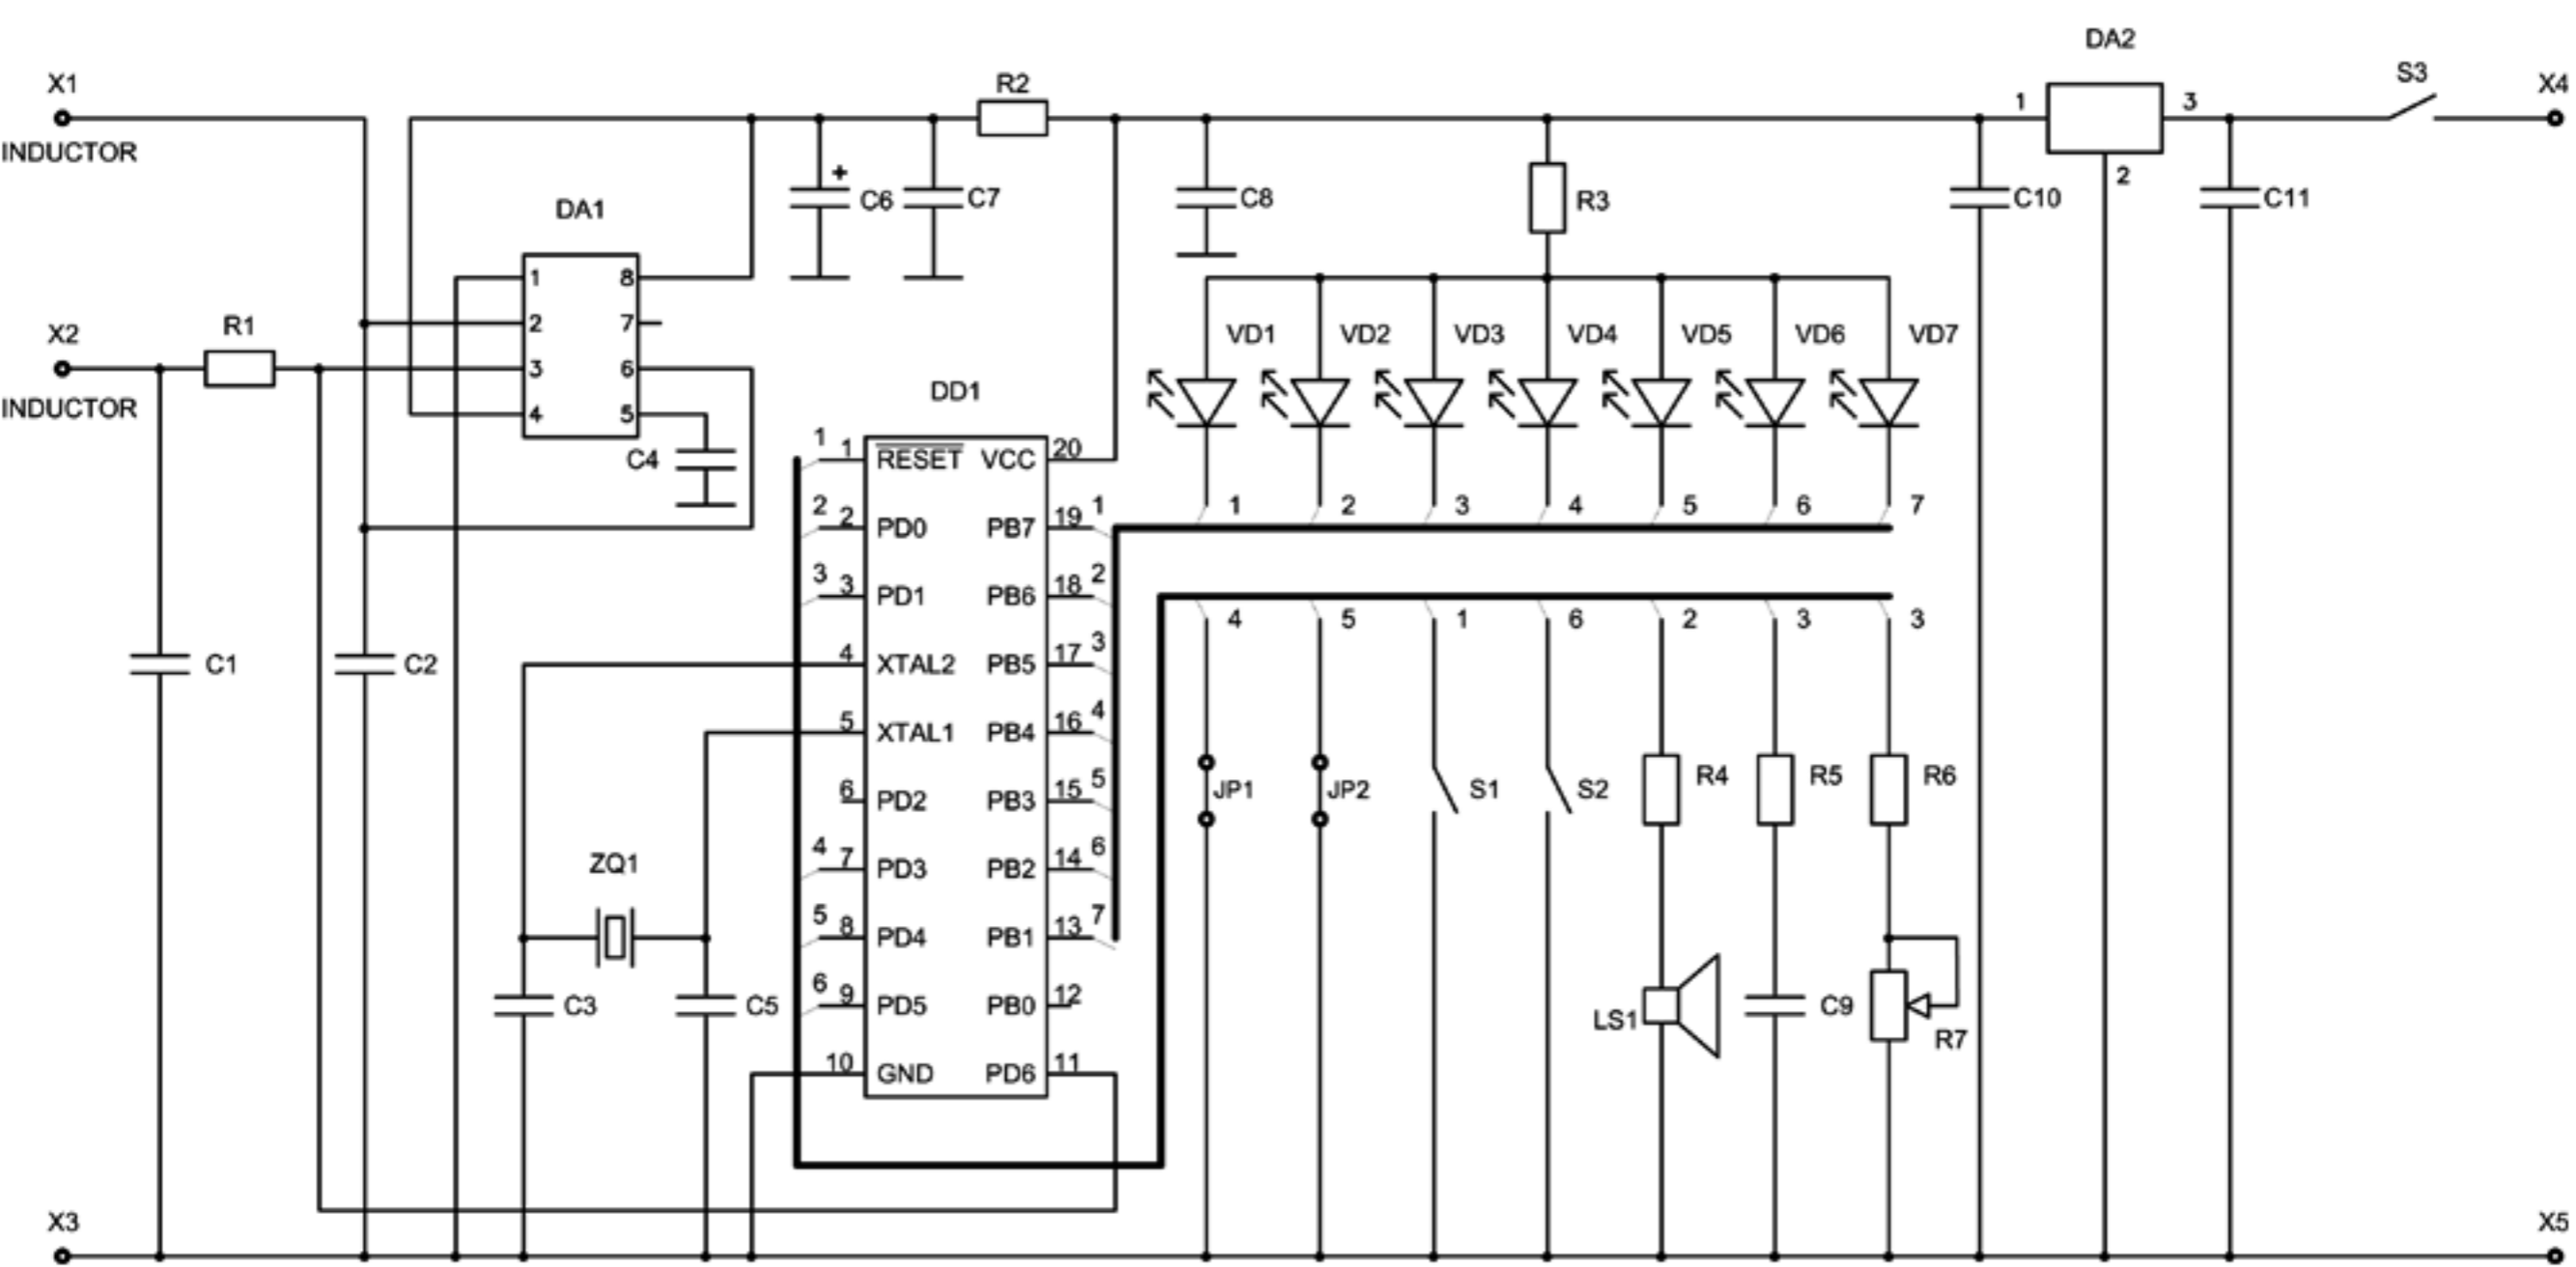 DA2
X1
R2
1
3
S3
X4
INDUCTOR
2
+
C6
C7
C8
R3
C10
C11
DA1
1 8
2 7
3 6
4 5
X2
R1
INDUCTOR
VD1 VD2 VD3 VD4 VD5 VD6 VD7
C4
DD1
1 1 RESET VCC 20
2 2 PD0 PB7 19 1
3 3 PD1 PB6 18 2
4 XTAL2 PB5 17 3
5 XTAL1 PB4 16 4
6 PD2 PB3 15 5
4 7 PD3 PB2 14 6
5 8 PD4 PB1 13 7
6 9 PD5 PB0 12
10 GND PD6 11
1 2 3 4 5 6 7
4 5 1 6 2 3 3
C1
C2
JP1 JP2 S1 S2 R4 R5 R6
ZQ1
C3
C5
LS1
C9
R7
X3
X5